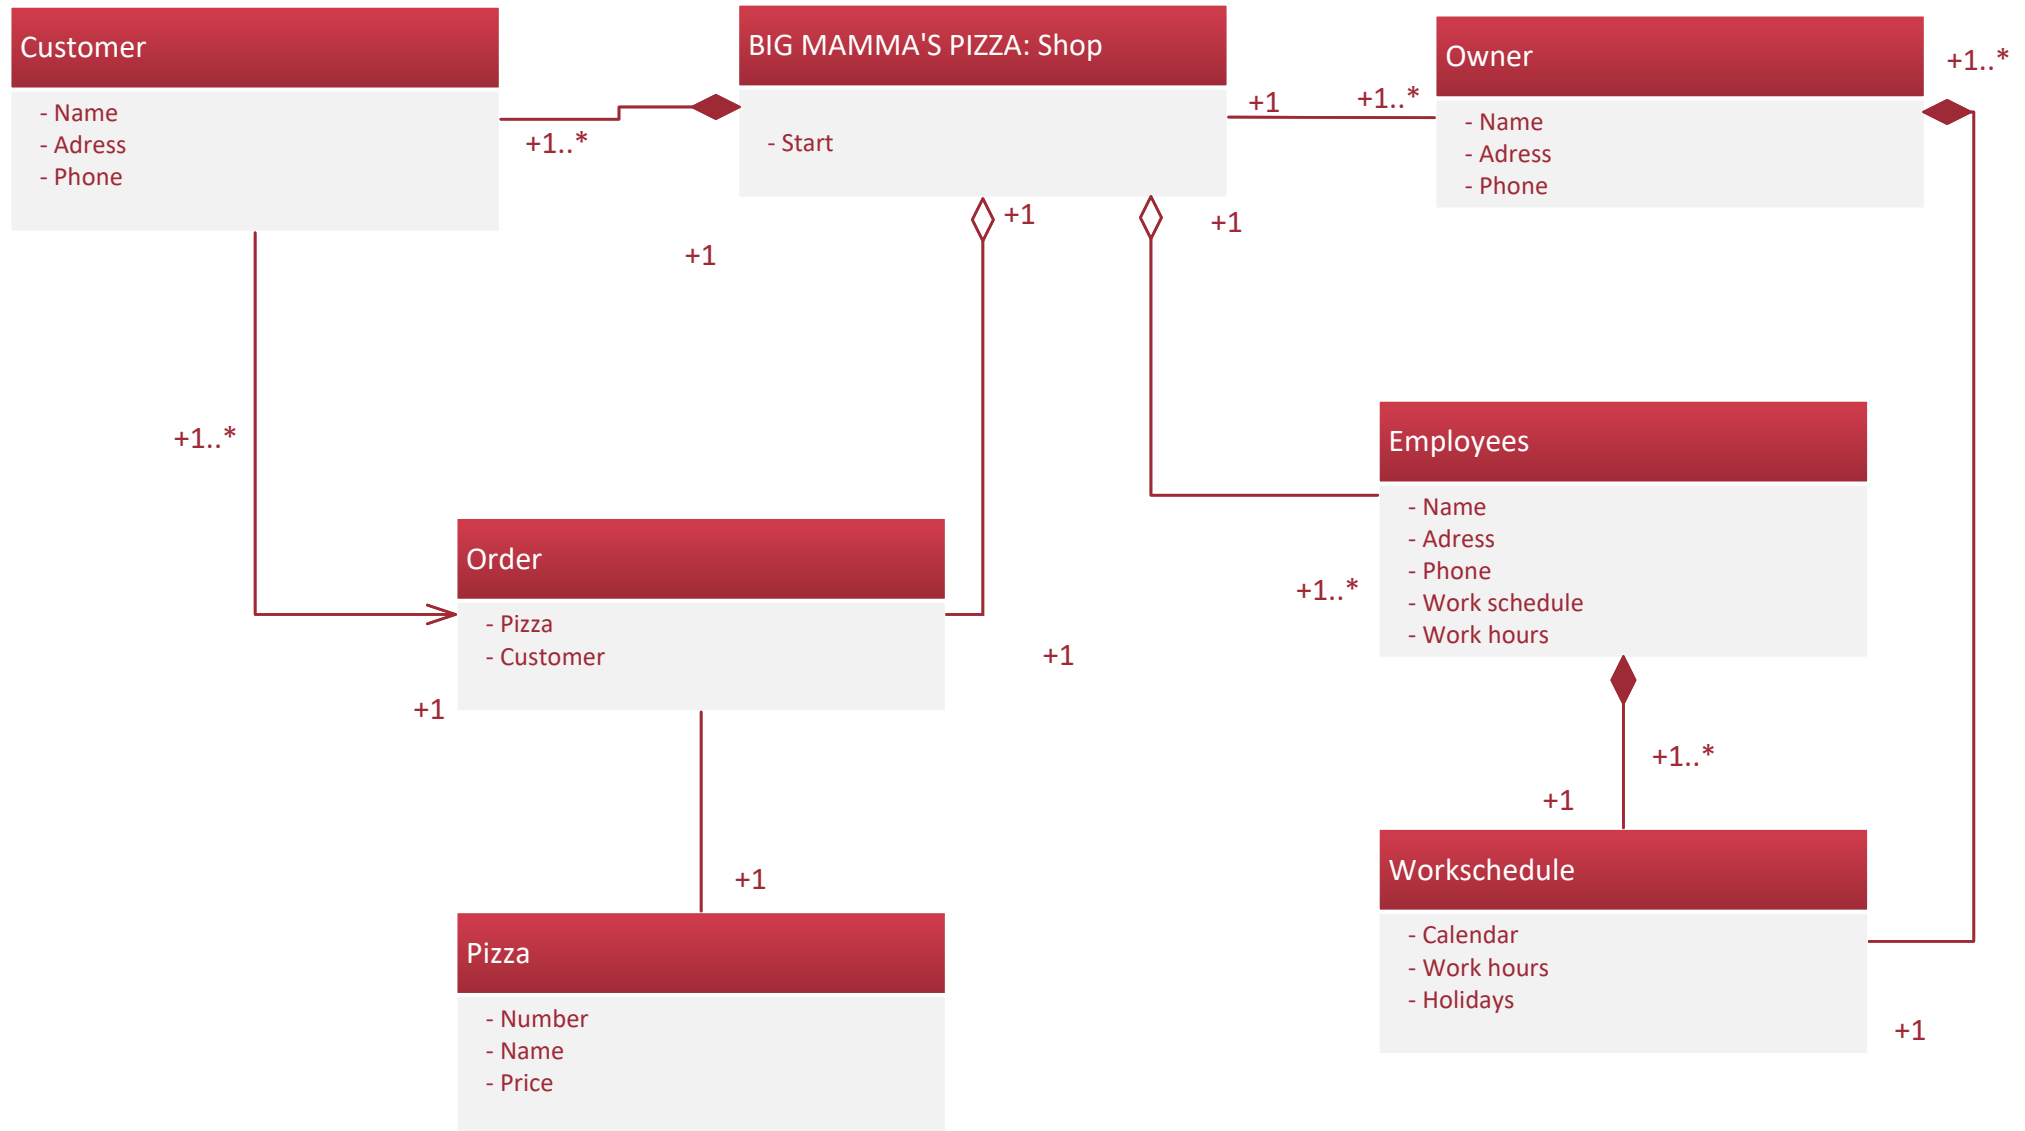 Customer
- Name
- Adress
- Phone
BIG MAMMA'S PIZZA: Shop
- Start
Owner
- Name
- Adress
- Phone
+1..*
+1
+1..*
+1..*
+1
+1
+1
+1..*
Employees
- Name
- Adress
- Phone
- Work schedule
- Work hours
+1..*
Order
- Pizza
- Customer
+1
+1
+1..*
+1
Workschedule
- Calendar
- Work hours
- Holidays
+1
+1
Pizza
- Number
- Name
- Price